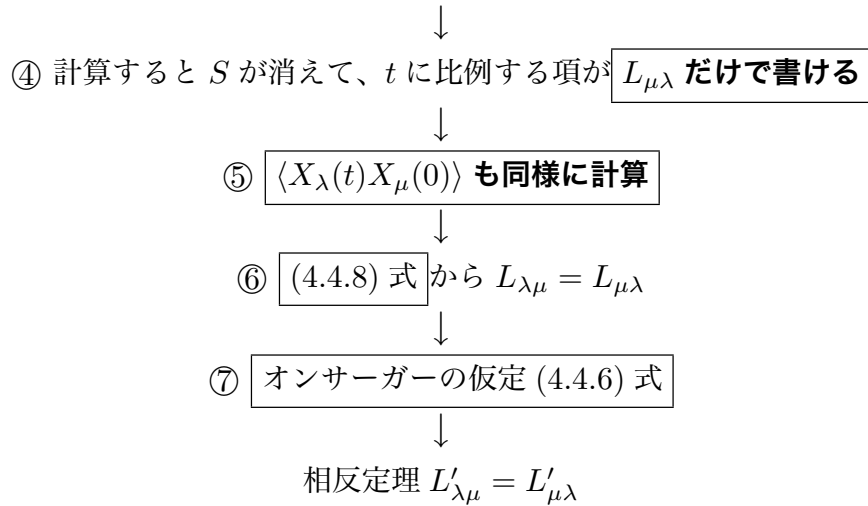 ↓
④ 計算すると S が消えて、t に比例する項が L_{μλ} だけで書ける
↓
⑤ ⟨X_λ(t)X_μ(0)⟩ も同様に計算
↓
⑥ (4.4.8) 式 から L_{λμ} = L_{μλ}
↓
⑦ オンサーガーの仮定 (4.4.6) 式
↓
相反定理 L'_{λμ} = L'_{μλ}